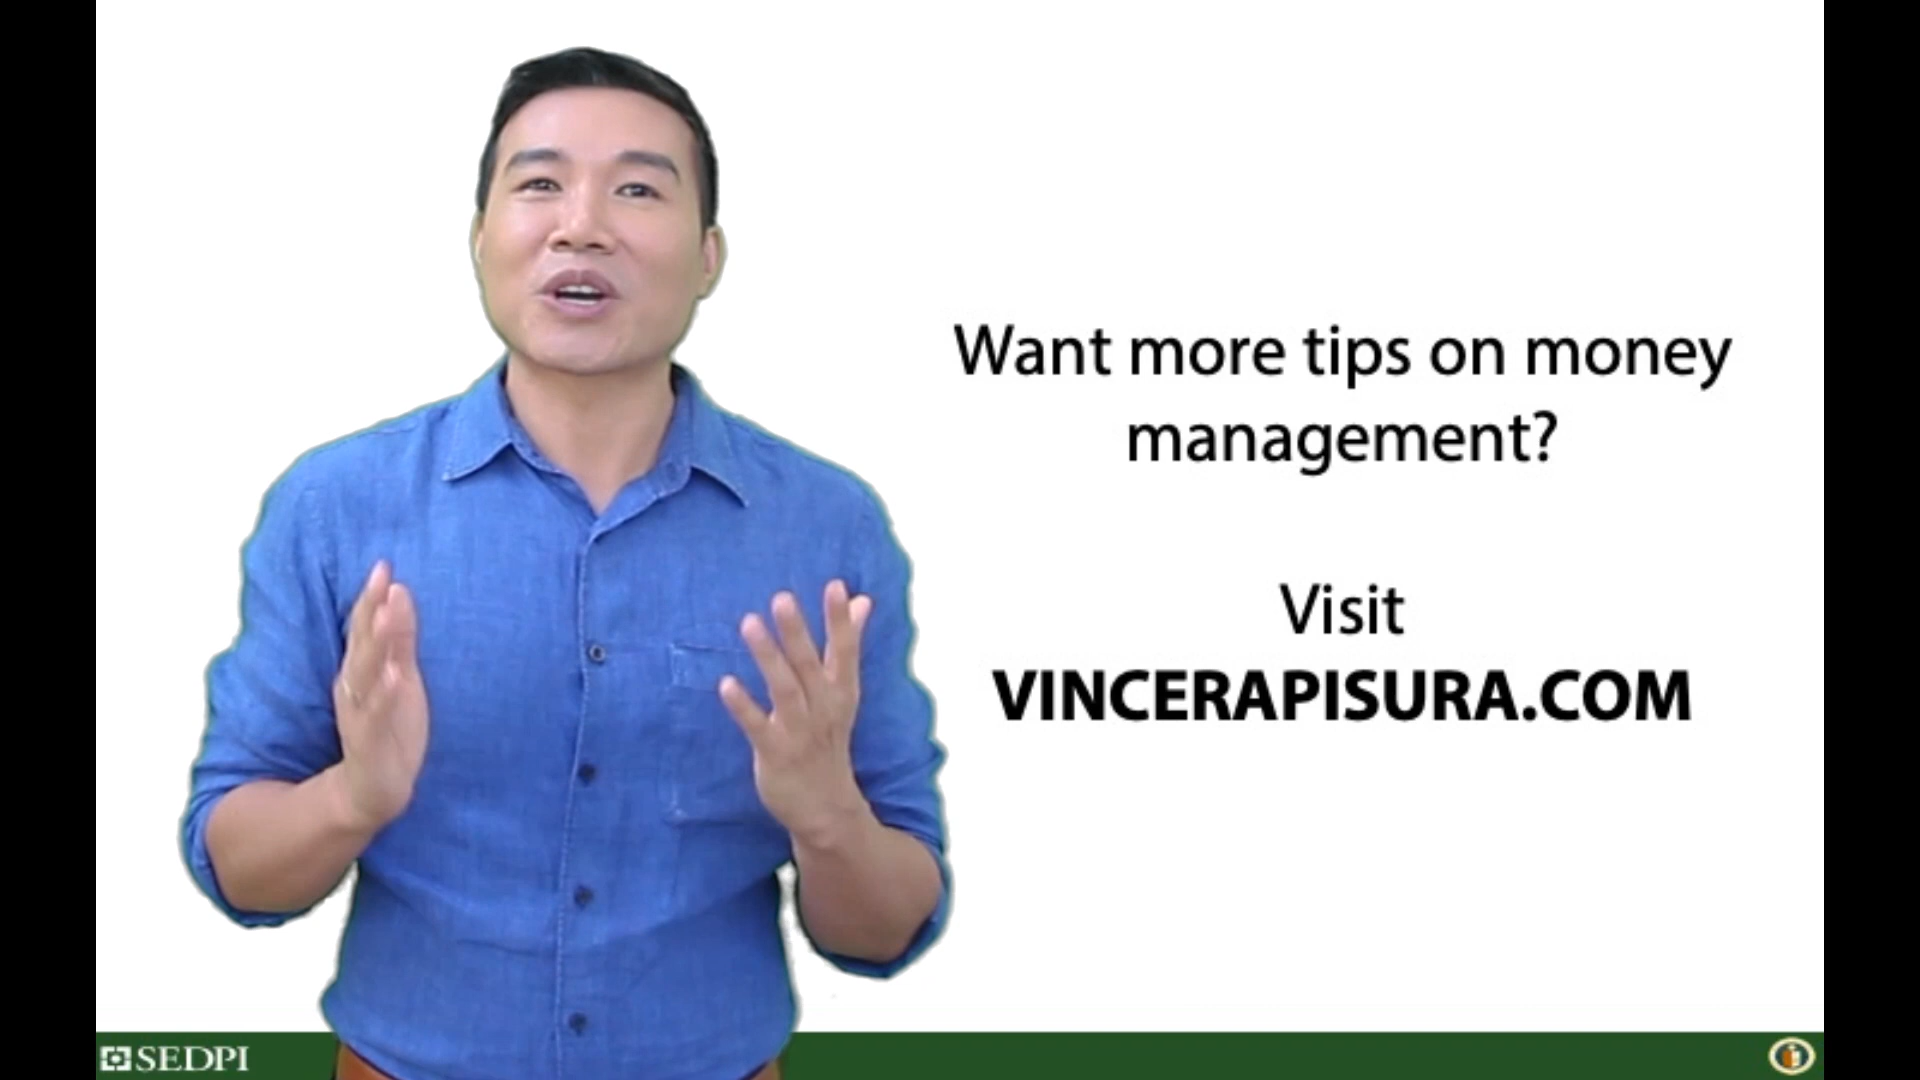 Want more tips on money
management?
Visit
VINCERAPISURA.COM
SEDPI